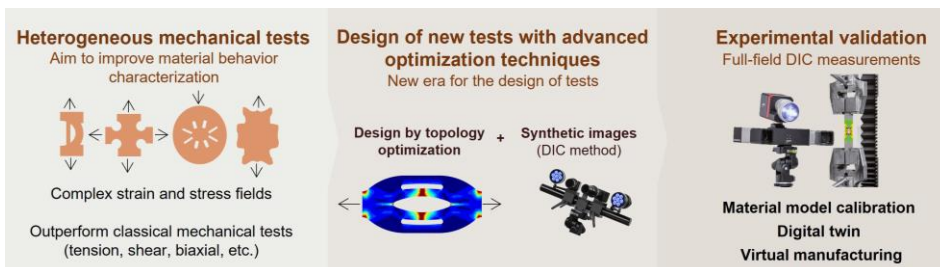 Heterogeneous mechanical tests
Aim to improve material behavior
characterization
Complex strain and stress fields
Outperform classical mechanical tests
(tension, shear, biaxial, etc.)
Design of new tests with advanced
optimization techniques
New era for the design of tests
Design by topology
optimization
+
Synthetic images
(DIC method)
Experimental validation
Full-field DIC measurements
Material model calibration
Digital twin
Virtual manufacturing